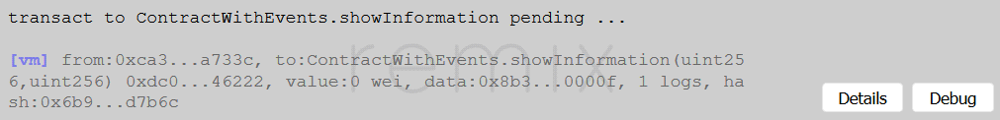 transact to ContractWithEvents.showInformation pending ...
remix
[vm] from:0xca3...a733c, to:ContractWithEvents.showInformation(uint25
6,uint256) 0xdc0...46222, value:0 wei, data:0x8b3...0000f, 1 logs, ha
sh:0x6b9...d7b6c
Details Debug